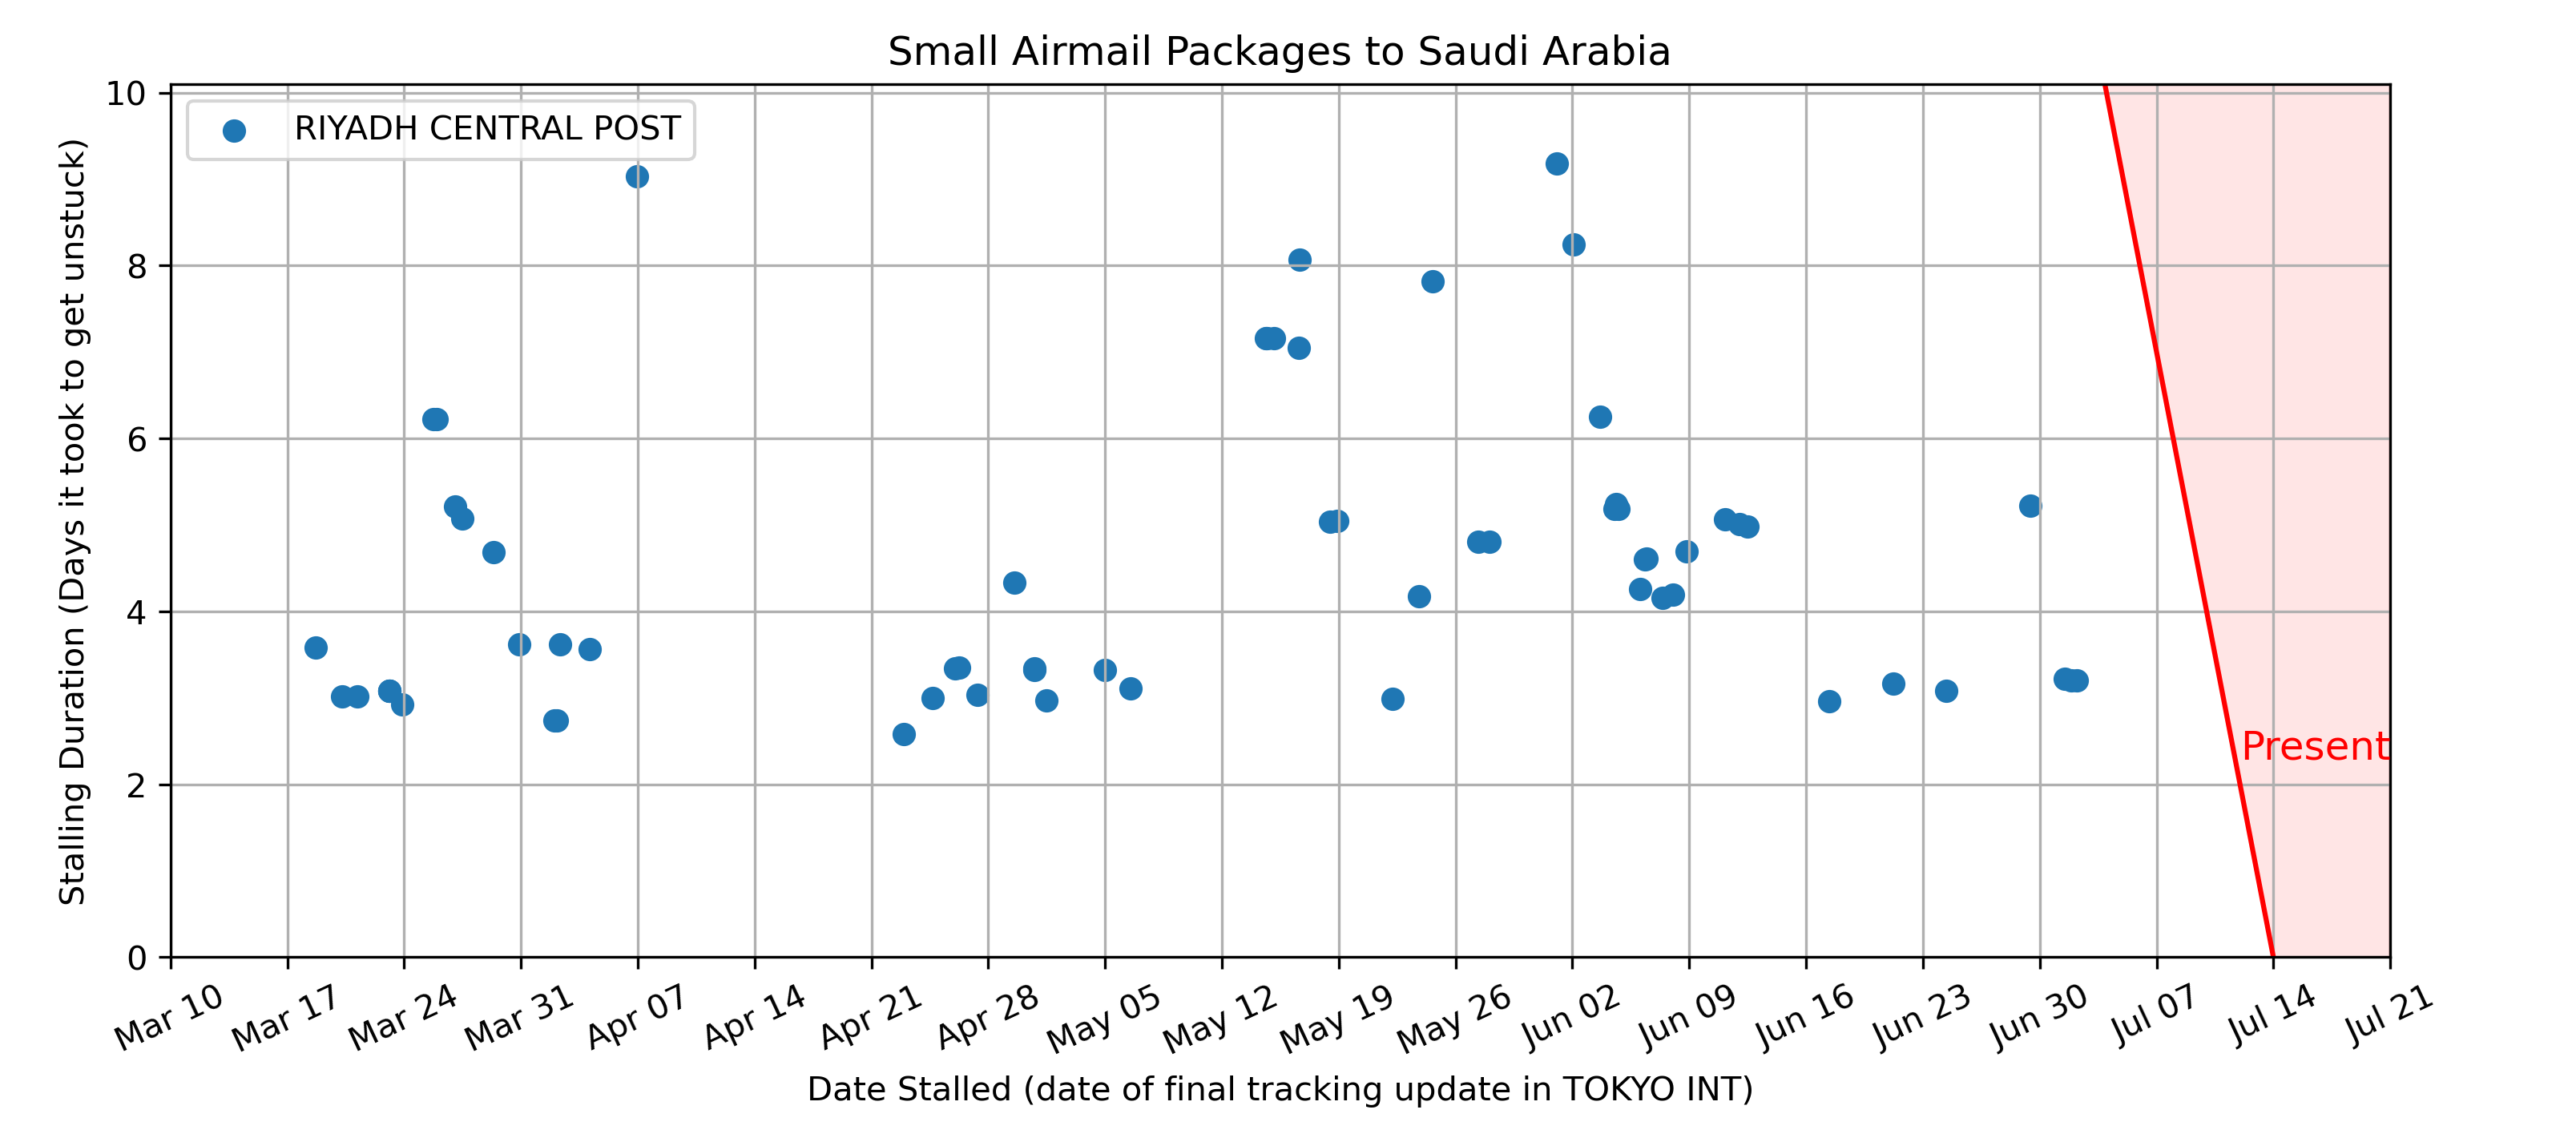 Small Airmail Packages to Saudi Arabia
RIYADH CENTRAL POST
Stalling Duration (Days it took to get unstuck)
10
8
6
4
2
0
Present
Mar 10
Mar 17
Mar 24
Mar 31
Apr 07
Apr 14
Apr 21
Apr 28
May 05
May 12
May 19
May 26
Jun 02
Jun 09
Jun 16
Jun 23
Jun 30
Jul 07
Jul 14
Jul 21
Date Stalled (date of final tracking update in TOKYO INT)